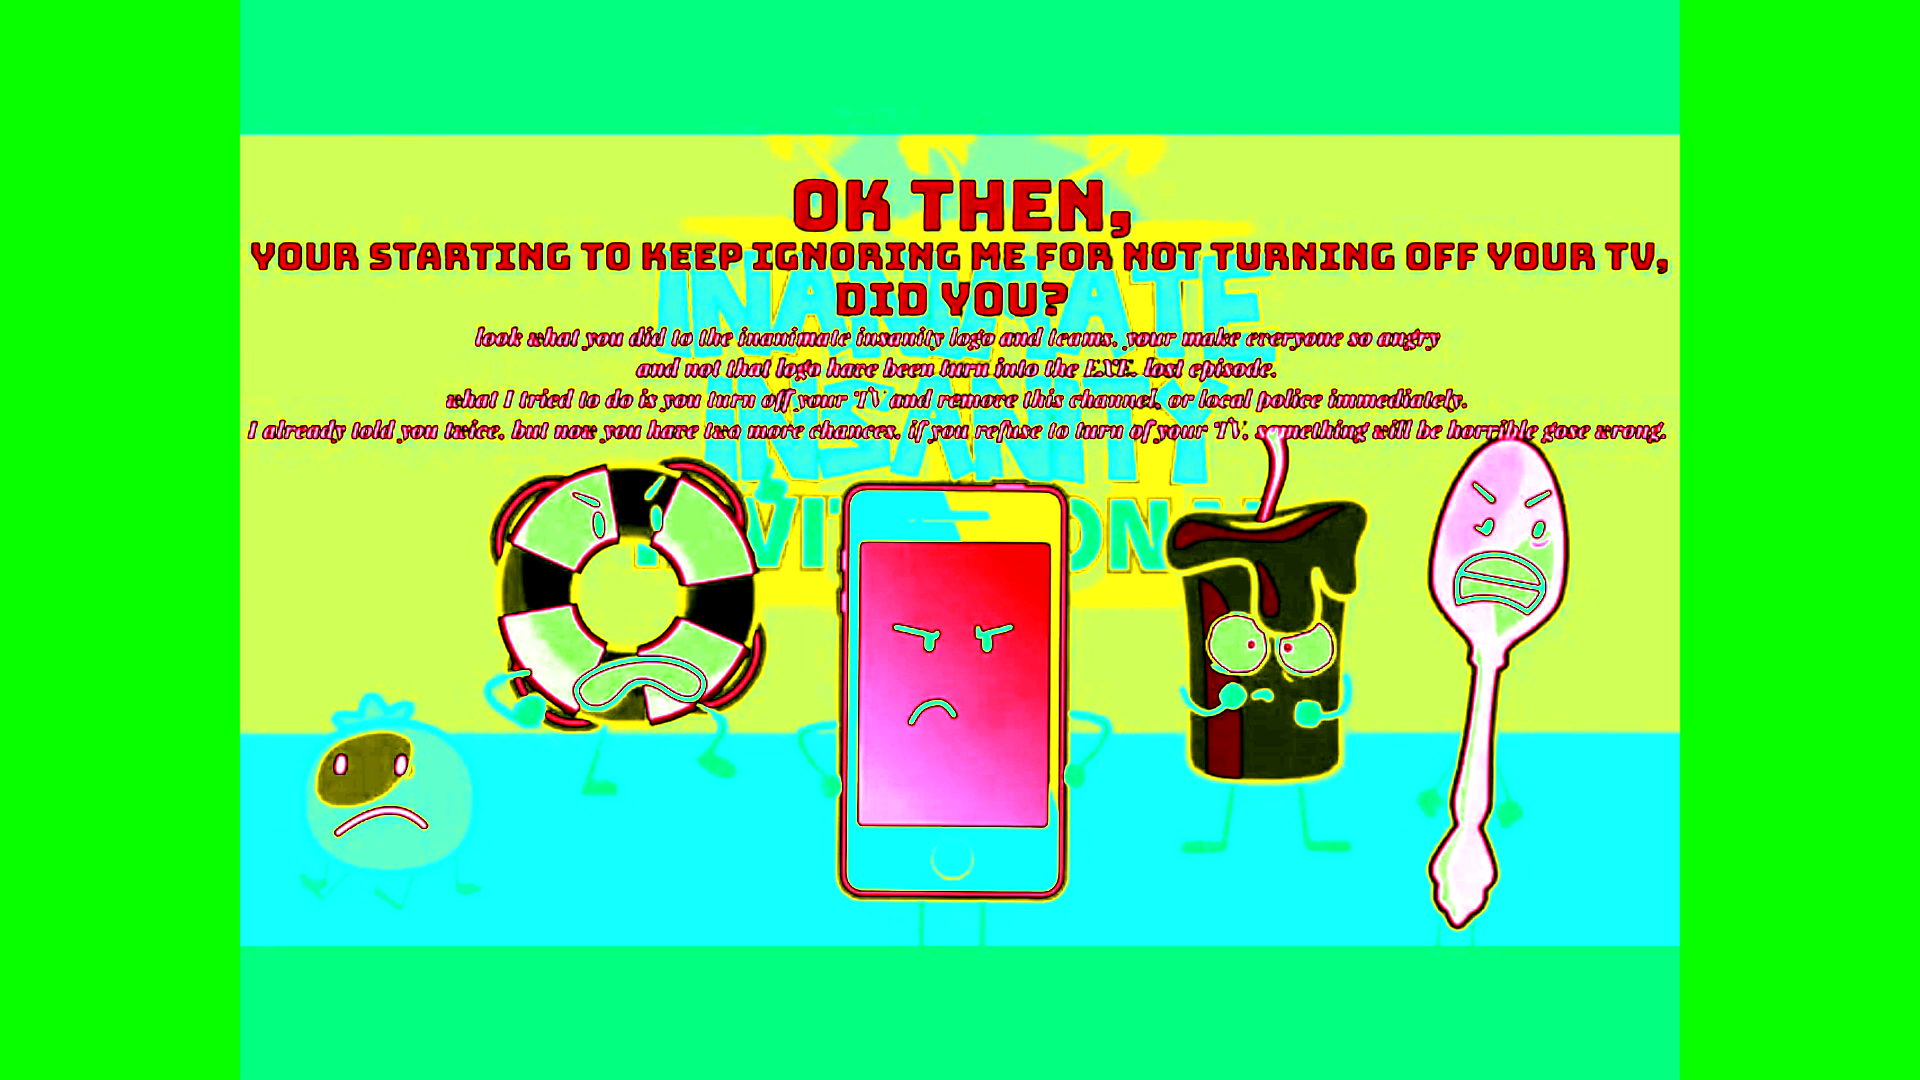 OK THEN,
YOUR STARTING TO KEEP IGNORING ME FOR NOT TURNING OFF YOUR TV,
DID YOU?
look what you did to the inanimate insanity logo and teams. your make everyone so angry
and not that logo have been turn into the EXE. lost episode.
what I tried to do is you turn off your TV and remove this channel, or local police immediately.
I already told you twice. but now you have two more chances. if you refuse to turn of your TV, something will be horrible gose wrong.
INANIMATE
INSANITY